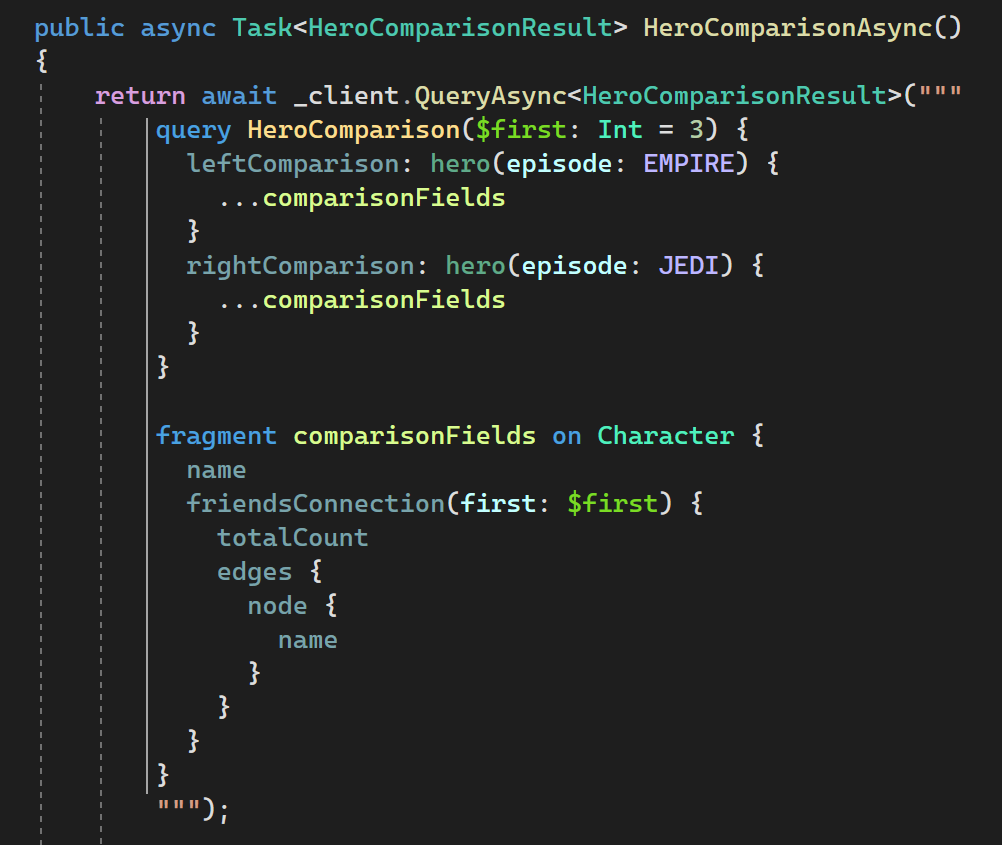 public async Task<HeroComparisonResult> HeroComparisonAsync()
{
    return await _client.QueryAsync<HeroComparisonResult>("""
        query HeroComparison($first: Int = 3) {
          leftComparison: hero(episode: EMPIRE) {
            ...comparisonFields
          }
          rightComparison: hero(episode: JEDI) {
            ...comparisonFields
          }
        }

        fragment comparisonFields on Character {
          name
          friendsConnection(first: $first) {
            totalCount
            edges {
              node {
                name
              }
            }
          }
        }
        """);